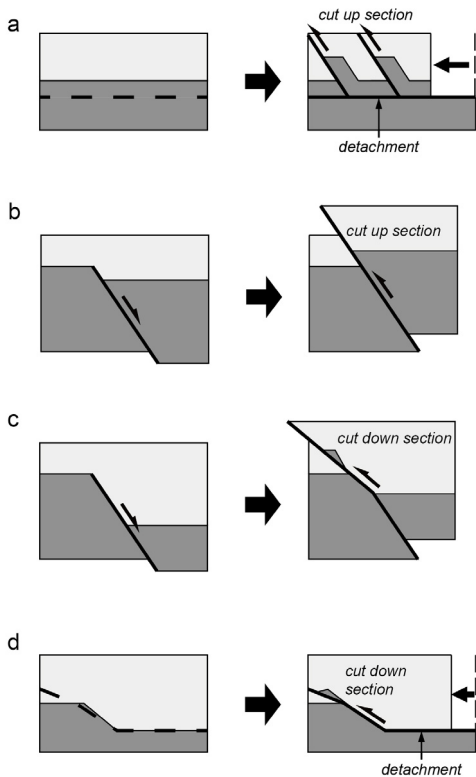 a
cut up section
detachment
b
cut up section
c
cut down section
d
cut down
section
detachment